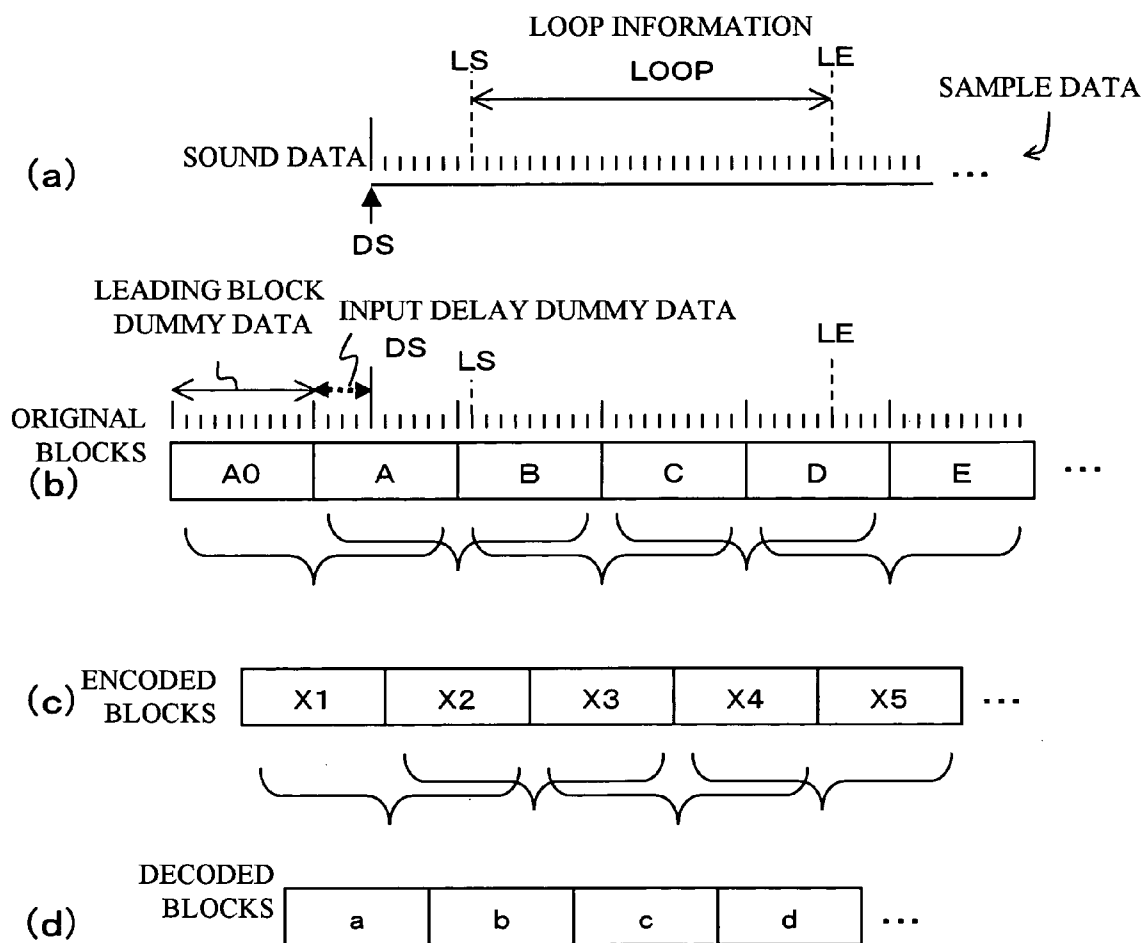 LOOP INFORMATION
LS LOOP LE
SAMPLE DATA
SOUND DATA
(a)
...
DS
LEADING BLOCK
DUMMY DATA
INPUT DELAY DUMMY DATA
DS LS LE
ORIGINAL
BLOCKS
(b)
A0 A B C D E ...
(c)
ENCODED
BLOCKS
X1 X2 X3 X4 X5 ...
DECODED
BLOCKS
(d)
a b c d ...